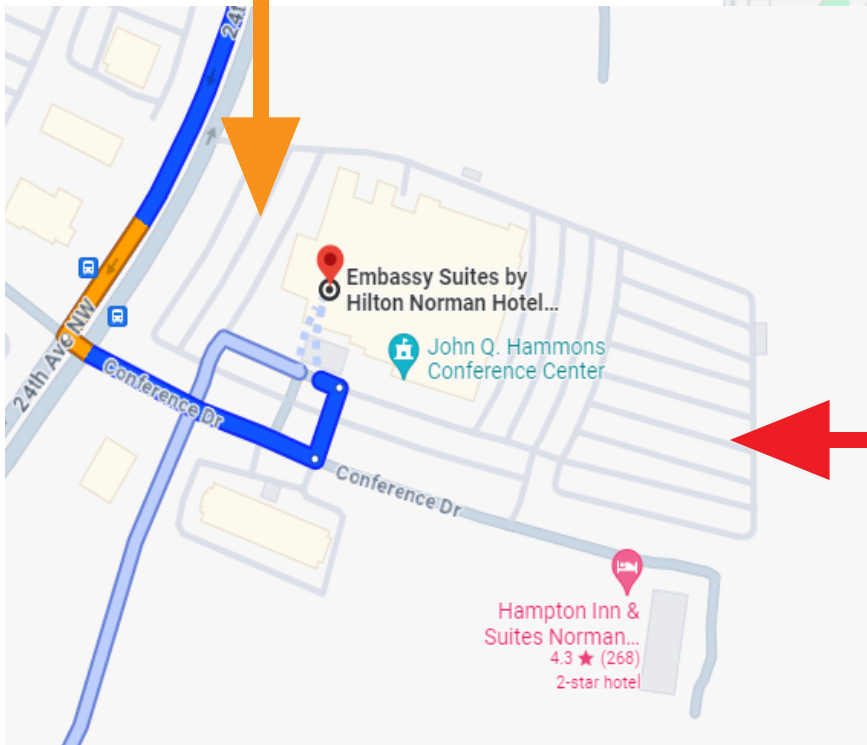 24th
Embassy Suites by
Hilton Norman Hotel...
John Q. Hammons
Conference Center
24th Ave NW
Conference Dr
Conference Dr
Hampton Inn &
Suites Norman...
4.3 ★ (268)
2-star hotel